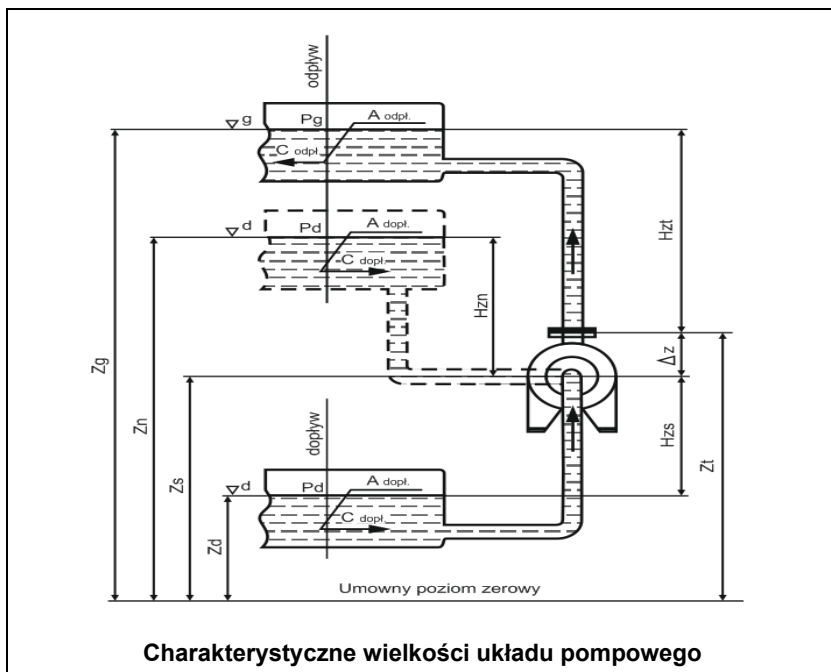 odpływ
g
Pg
A odpł.
C odpł.
d
Pd
A dopł.
C dopł.
Hzt
Hzn
Δz
Zg
Zn
Zs
Hzs
Zt
dopływ
d
Pd
A dopł.
C dopł.
Zd
Umowny poziom zerowy
Charakterystyczne wielkości układu pompowego